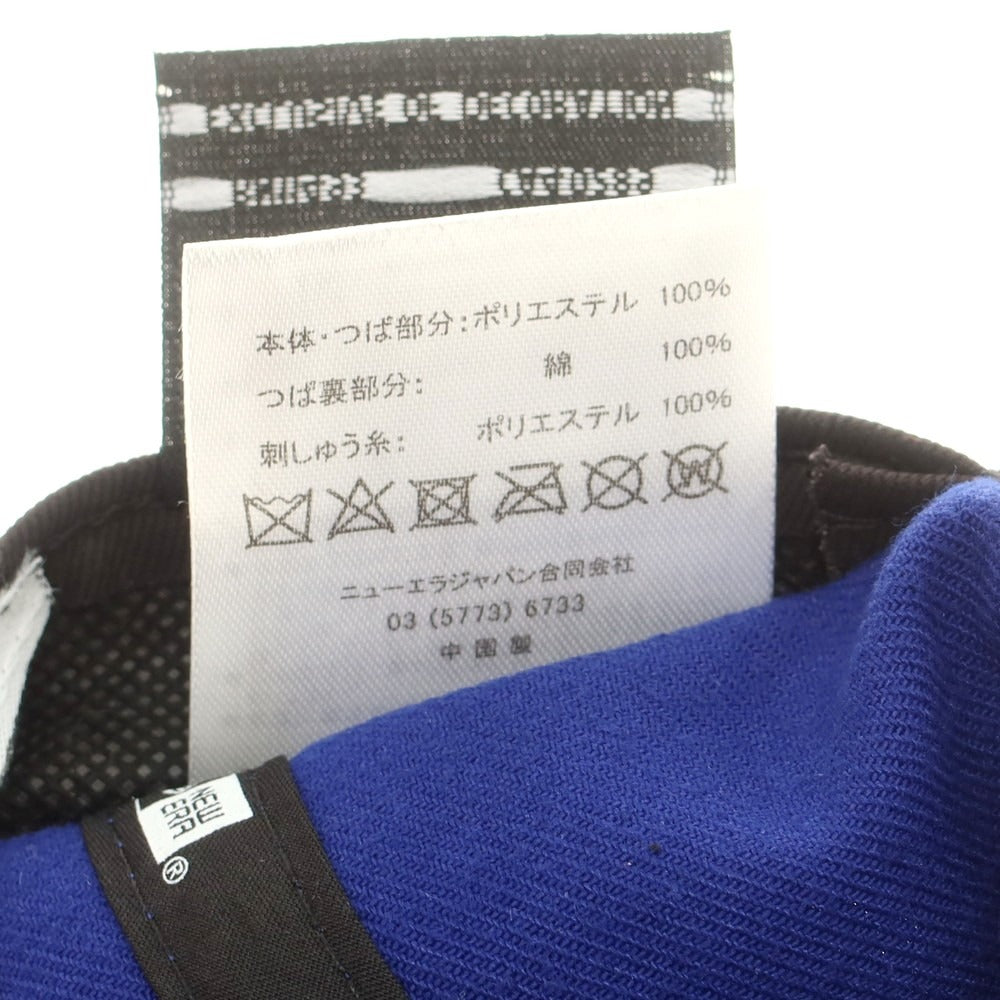 本体・つば部分：ポリエステル 100%
つば裏部分： 綿 100%
刺しゅう糸： ポリエステル 100%
W
ニューエラジャパン合同会社
03 (5773) 6733
中国製
NEW
ERA
®